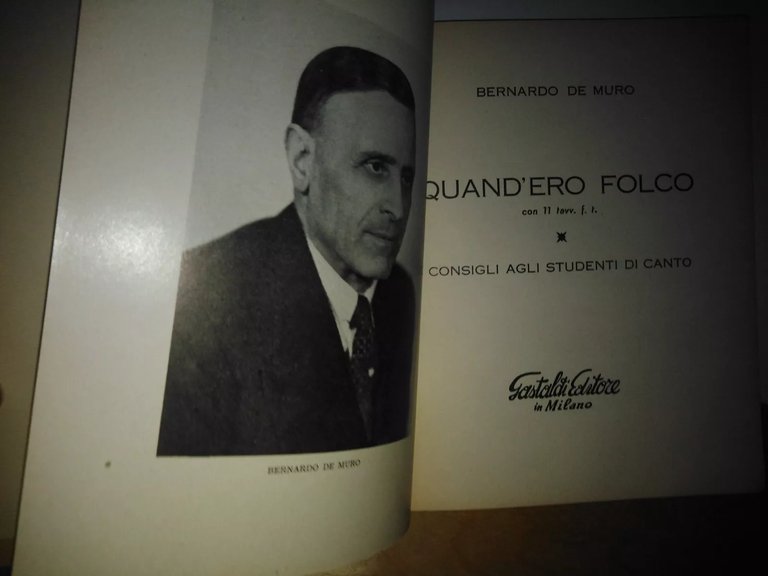 BERNARDO DE MURO
BERNARDO DE MURO
QUAND'ERO FOLCO
con 11 tavv. f. t.
CONSIGLI AGLI STUDENTI DI CANTO
Gastaldi Editore
in Milano